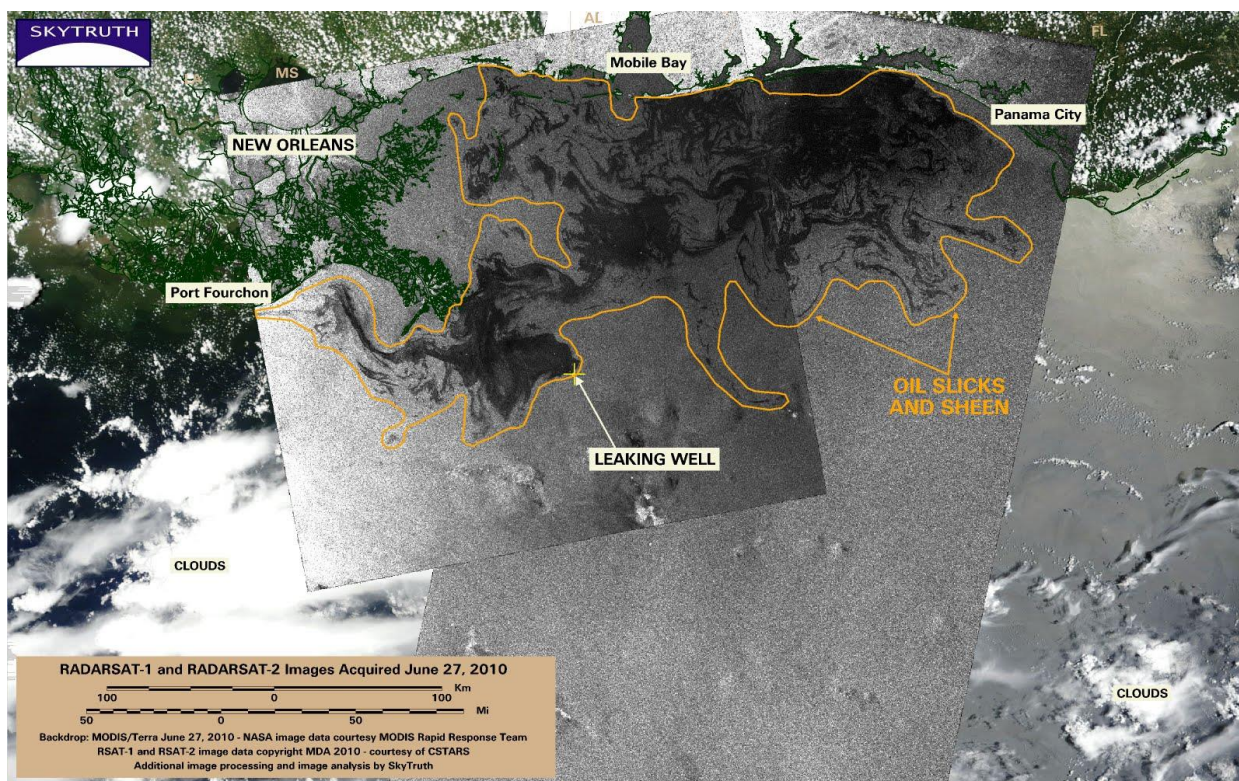 SKYTRUTH
AL
FL
MS
Mobile Bay
Panama City
NEW ORLEANS
Port Fourchon
OIL SLICKS
AND SHEEN
LEAKING WELL
CLOUDS
CLOUDS
RADARSAT-1 and RADARSAT-2 Images Acquired June 27, 2010
Km
100 0 100
Mi
50 0 50
Backdrop: MODIS/Terra June 27, 2010 - NASA image data courtesy MODIS Rapid Response Team
RSAT-1 and RSAT-2 image data copyright MDA 2010 - courtesy of CSTARS
Additional image processing and image analysis by SkyTruth